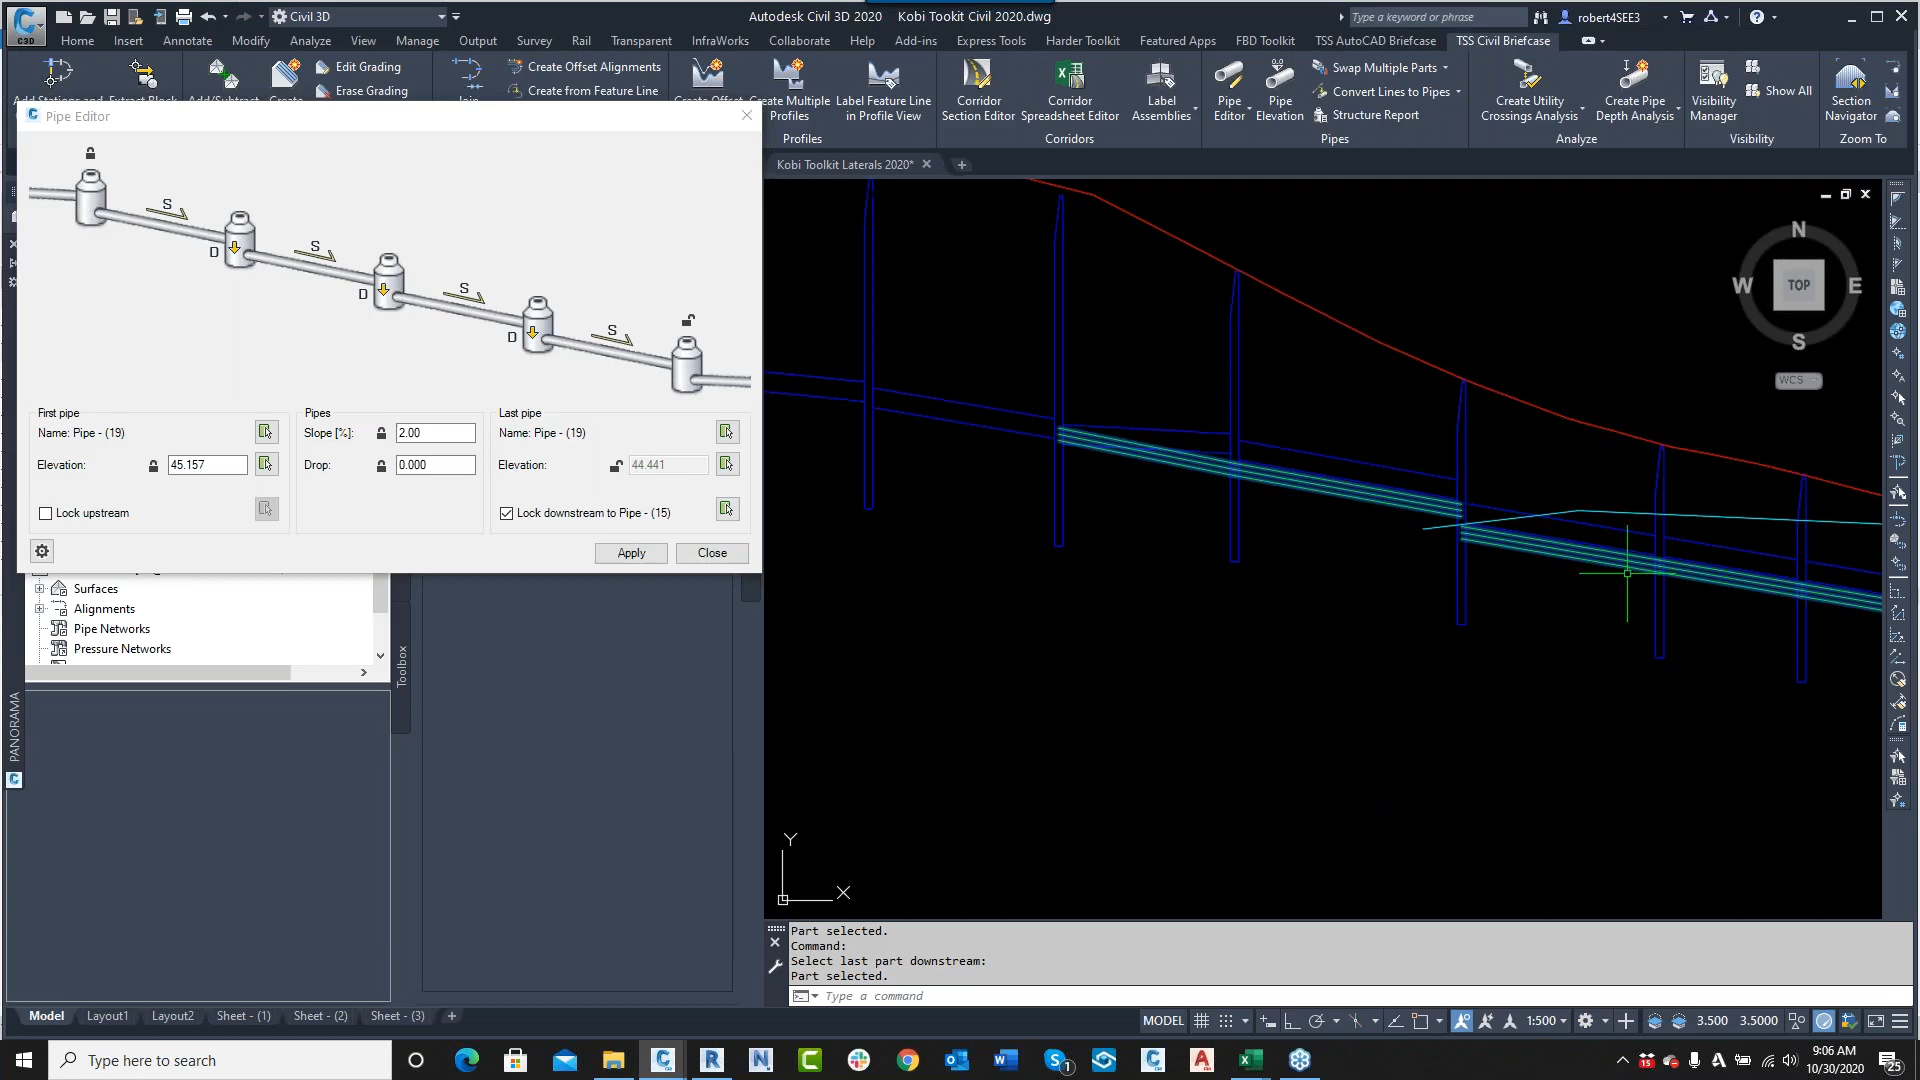 Civil 3D
Autodesk Civil 3D 2020 Kobi Tookit Civil 2020.dwg
Type a keyword or phrase
robert4SEE3
C3D
Home Insert Annotate Modify Analyze View Manage Output Survey Rail Transparent InfraWorks Collaborate Help Add-ins Express Tools Harder Toolkit Featured Apps FBD Toolkit TSS AutoCAD Briefcase TSS Civil Briefcase
Edit Grading
Erase Grading
Create Offset Alignments
Create from Feature Line
Create Multiple
Profiles
Label Feature Line
in Profile View
Profiles
Corridor
Section Editor
Corridor
Spreadsheet Editor
Label
Assemblies
Corridors
Pipe
Editor
Pipe
Elevation
Swap Multiple Parts
Convert Lines to Pipes
Structure Report
Pipes
Create Utility
Crossings Analysis
Create Pipe
Depth Analysis
Analyze
Visibility
Manager
Show All
Visibility
Section
Navigator
Zoom To
Pipe Editor
Kobi Toolkit Laterals 2020*
S
D
S
D
S
D
S
First pipe
Name: Pipe - (19)
Elevation: 45.157
Lock upstream
Pipes
Slope [%]: 2.00
Drop: 0.000
Last pipe
Name: Pipe - (19)
Elevation: 44.441
Lock downstream to Pipe - (15)
Apply Close
Surfaces
Alignments
Pipe Networks
Pressure Networks
Toolbox
PANORAMA
N
W TOP E
S
WCS
Y
X
Part selected.
Command:
Select last part downstream:
Part selected.
Type a command
Model Layout1 Layout2 Sheet - (1) Sheet - (2) Sheet - (3)
MODEL 1:500 3.500 3.5000
Type here to search
9:06 AM
10/30/2020
25